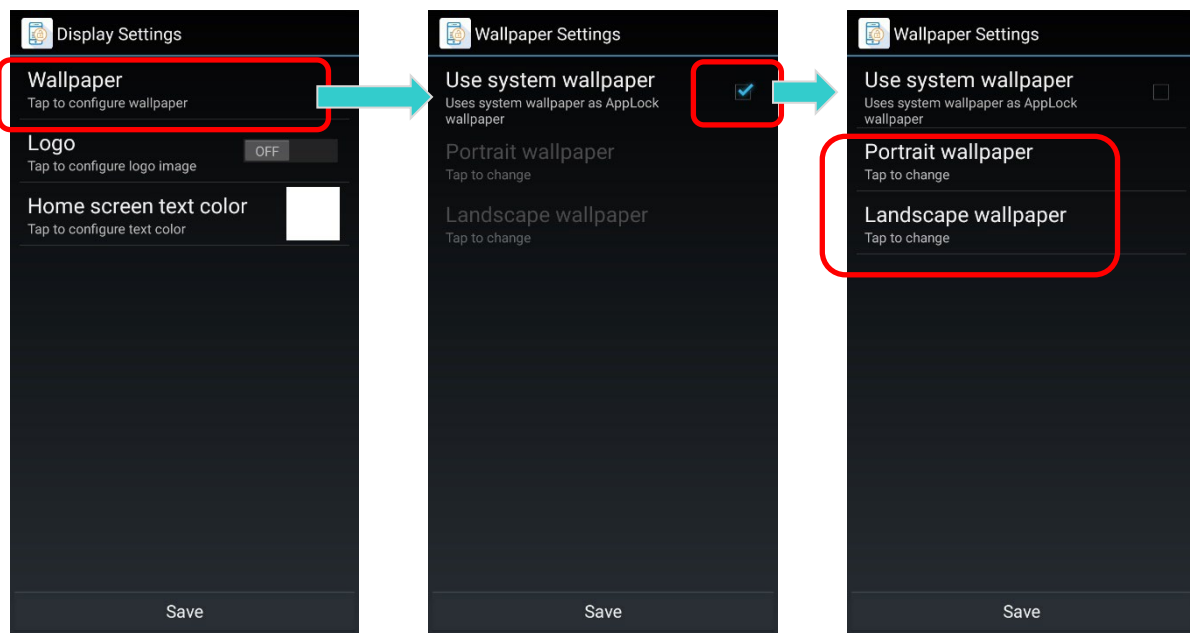 Display Settings
Wallpaper
Tap to configure wallpaper
Logo
Tap to configure logo image
OFF
Home screen text color
Tap to configure text color
Save
Wallpaper Settings
Use system wallpaper
Uses system wallpaper as AppLock
wallpaper
Portrait wallpaper
Tap to change
Landscape wallpaper
Tap to change
Save
Wallpaper Settings
Use system wallpaper
Uses system wallpaper as AppLock
wallpaper
Portrait wallpaper
Tap to change
Landscape wallpaper
Tap to change
Save